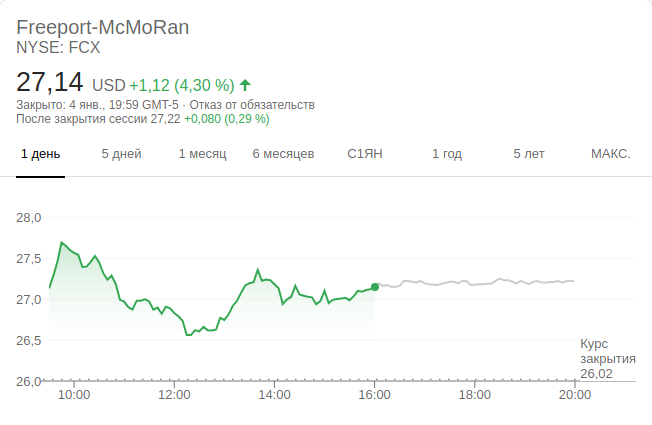 Freeport-McMoRan
NYSE: FCX
27,14 USD +1,12 (4,30 %)
Закрыто: 4 янв., 19:59 GMT-5 · Отказ от обязательств
После закрытия сессии 27,22 +0,080 (0,29 %)
1 день 5 дней 1 месяц 6 месяцев С1ЯН 1 год 5 лет МАКС.
28,0
27,5
27,0
26,5
26,0
Курс
закрытия
26,02
10:00 12:00 14:00 16:00 18:00 20:00